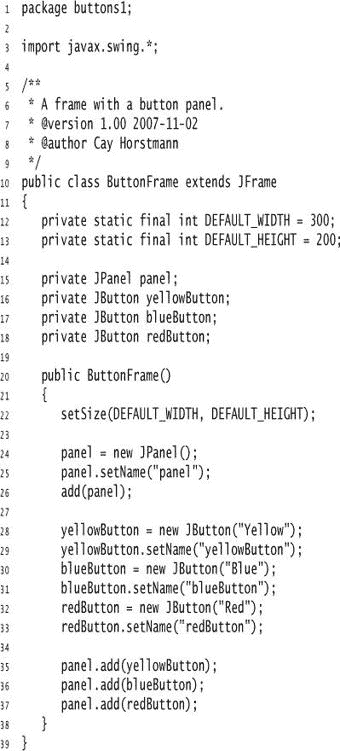 1 package buttons1;
2
3 import javax.swing.*;
4
5 /**
6  * A frame with a button panel.
7  * @version 1.00 2007-11-02
8  * @author Cay Horstmann
9  */
10 public class ButtonFrame extends JFrame
11 {
12    private static final int DEFAULT_WIDTH = 300;
13    private static final int DEFAULT_HEIGHT = 200;
14
15    private JPanel panel;
16    private JButton yellowButton;
17    private JButton blueButton;
18    private JButton redButton;
19
20    public ButtonFrame()
21    {
22       setSize(DEFAULT_WIDTH, DEFAULT_HEIGHT);
23
24       panel = new JPanel();
25       panel.setName("panel");
26       add(panel);
27
28       yellowButton = new JButton("Yellow");
29       yellowButton.setName("yellowButton");
30       blueButton = new JButton("Blue");
31       blueButton.setName("blueButton");
32       redButton = new JButton("Red");
33       redButton.setName("redButton");
34
35       panel.add(yellowButton);
36       panel.add(blueButton);
37       panel.add(redButton);
38    }
39 }